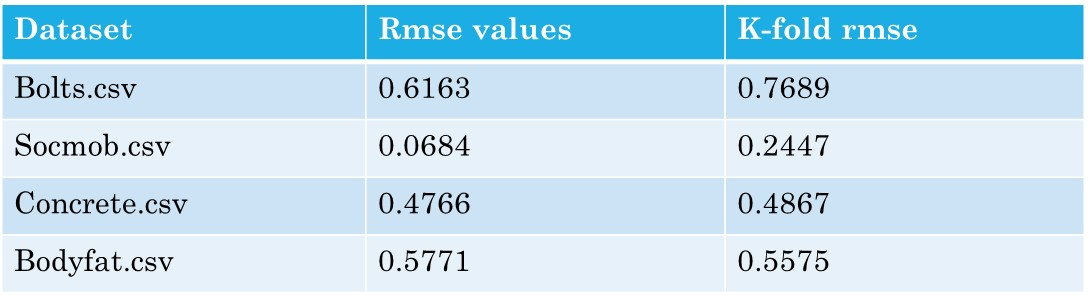 Dataset Rmse values K-fold rmse
Bolts.csv 0.6163 0.7689
Socmob.csv 0.0684 0.2447
Concrete.csv 0.4766 0.4867
Bodyfat.csv 0.5771 0.5575